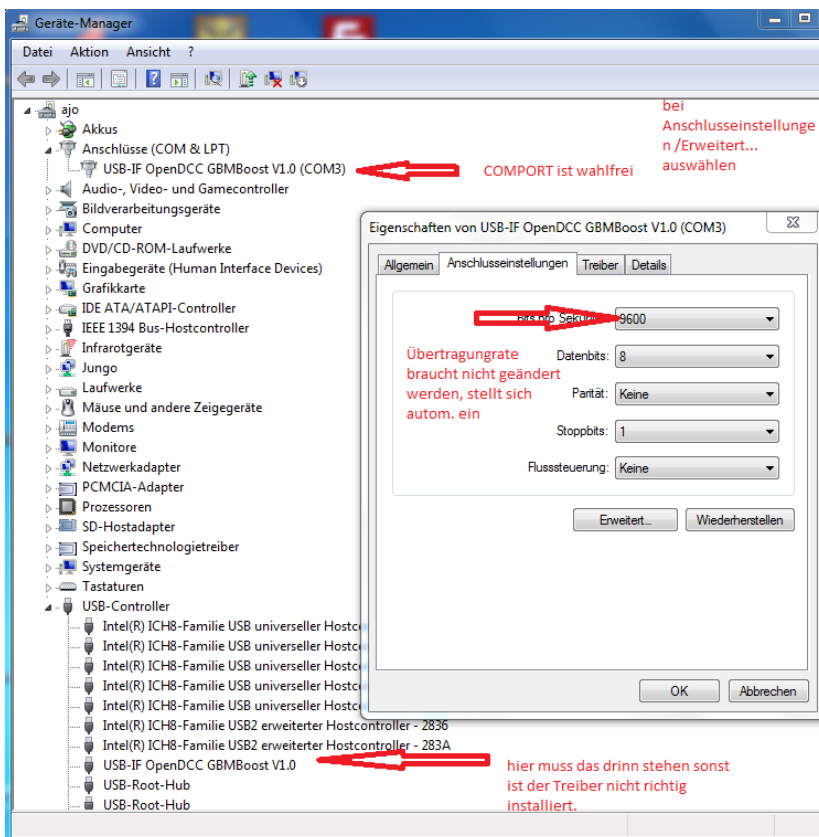 Geräte-Manager
Datei Aktion Ansicht ?
ajo
Akkus
Anschlüsse (COM & LPT)
USB-IF OpenDCC GBMBoost V1.0 (COM3)
COMPORT ist wahlfrei
bei
Anschlusseinstellunge
n /Erweitert...
auswählen
Audio-, Video- und Gamecontroller
Bildverarbeitungsgeräte
Computer
DVD/CD-ROM-Laufwerke
Eingabegeräte (Human Interface Devices)
Grafikkarte
IDE ATA/ATAPI-Controller
IEEE 1394 Bus-Hostcontroller
Infrarotgeräte
Jungo
Laufwerke
Mäuse und andere Zeigegeräte
Modems
Monitore
Netzwerkadapter
PCMCIA-Adapter
Prozessoren
SD-Hostadapter
Speichertechnologietreiber
Systemgeräte
Tastaturen
USB-Controller
Intel(R) ICH8-Familie USB universeller Hostc
Intel(R) ICH8-Familie USB universeller Hostc
Intel(R) ICH8-Familie USB universeller Hostc
Intel(R) ICH8-Familie USB universeller Hostc
Intel(R) ICH8-Familie USB universeller Hostc
Intel(R) ICH8-Familie USB2 erweiterter Hostcontroller - 2836
Intel(R) ICH8-Familie USB2 erweiterter Hostcontroller - 283A
USB-IF OpenDCC GBMBoost V1.0
USB-Root-Hub
USB-Root-Hub
Eigenschaften von USB-IF OpenDCC GBMBoost V1.0 (COM3)
Allgemein Anschlusseinstellungen Treiber Details
Bits pro Sekunde: 9600
Datenbits: 8
Parität: Keine
Stoppbits: 1
Flusssteuerung: Keine
Übertragungrate
braucht nicht geändert
werden, stellt sich
autom. ein
Erweitert... Wiederherstellen
OK Abbrechen
hier muss das drinn stehen sonst
ist der Treiber nicht richtig
installiert.